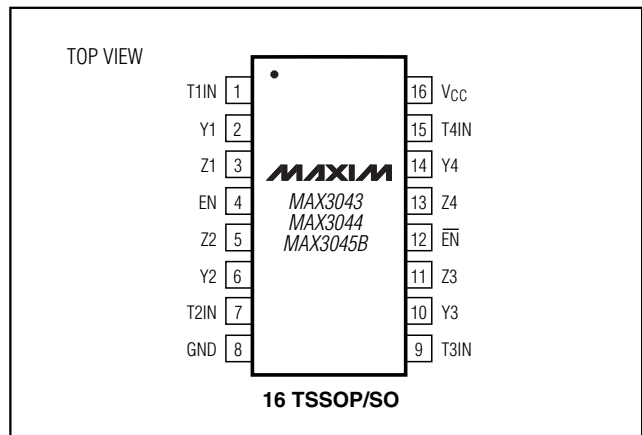 TOP VIEW
T1IN 1
Y1 2
Z1 3
EN 4
Z2 5
Y2 6
T2IN 7
GND 8
MAXIM
MAX3043
MAX3044
MAX3045B
16 VCC
15 T4IN
14 Y4
13 Z4
12 E̅N̅
11 Z3
10 Y3
9 T3IN
16 TSSOP/SO